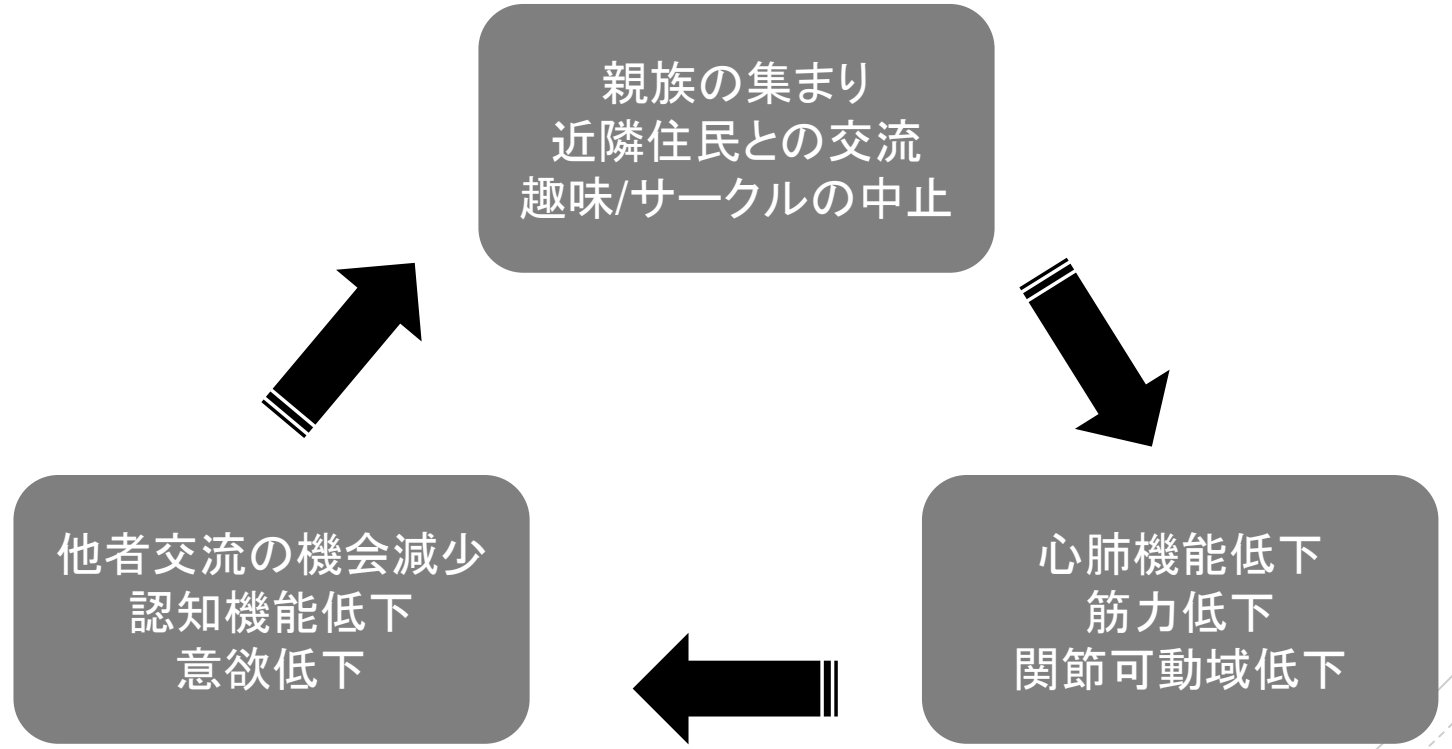 親族の集まり
近隣住民との交流
趣味/サークルの中止
他者交流の機会減少
認知機能低下
意欲低下
心肺機能低下
筋力低下
関節可動域低下